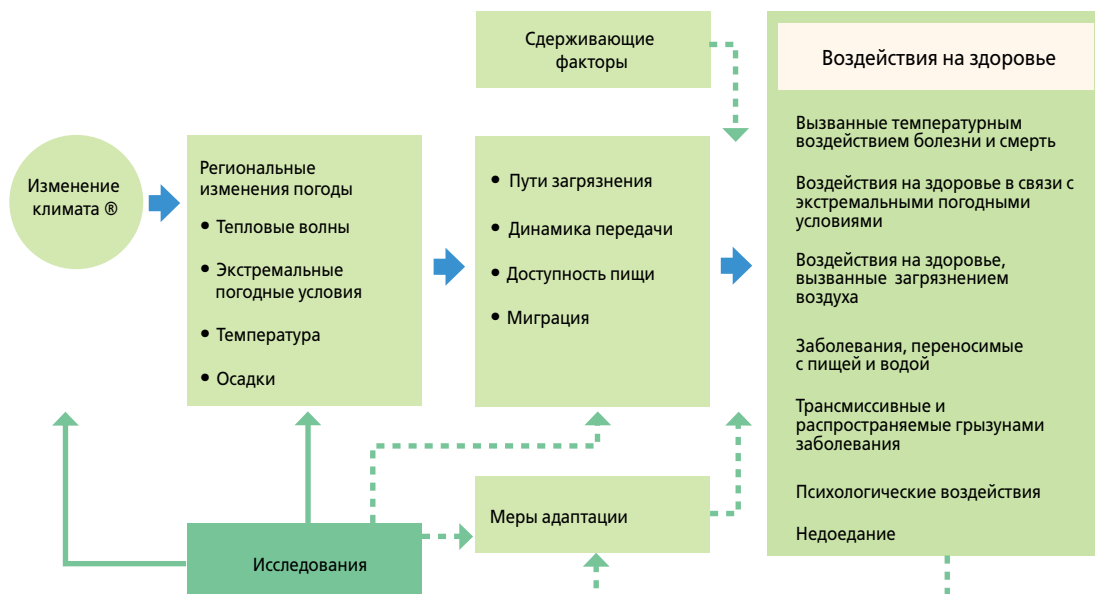 Сдерживающие
факторы
Воздействия на здоровье
Изменение
климата ®
Региональные
изменения погоды
• Тепловые волны
• Экстремальные
погодные условия
• Температура
• Осадки
• Пути загрязнения
• Динамика передачи
• Доступность пищи
• Миграция
Вызванные температурным
воздействием болезни и смерть
Воздействия на здоровье в связи с
экстремальными погодными
условиями
Воздействия на здоровье,
вызванные загрязнением
воздуха
Заболевания, переносимые
с пищей и водой
Трансмиссивные и
распространяемые грызунами
заболевания
Психологические воздействия
Недоедание
Меры адаптации
Исследования